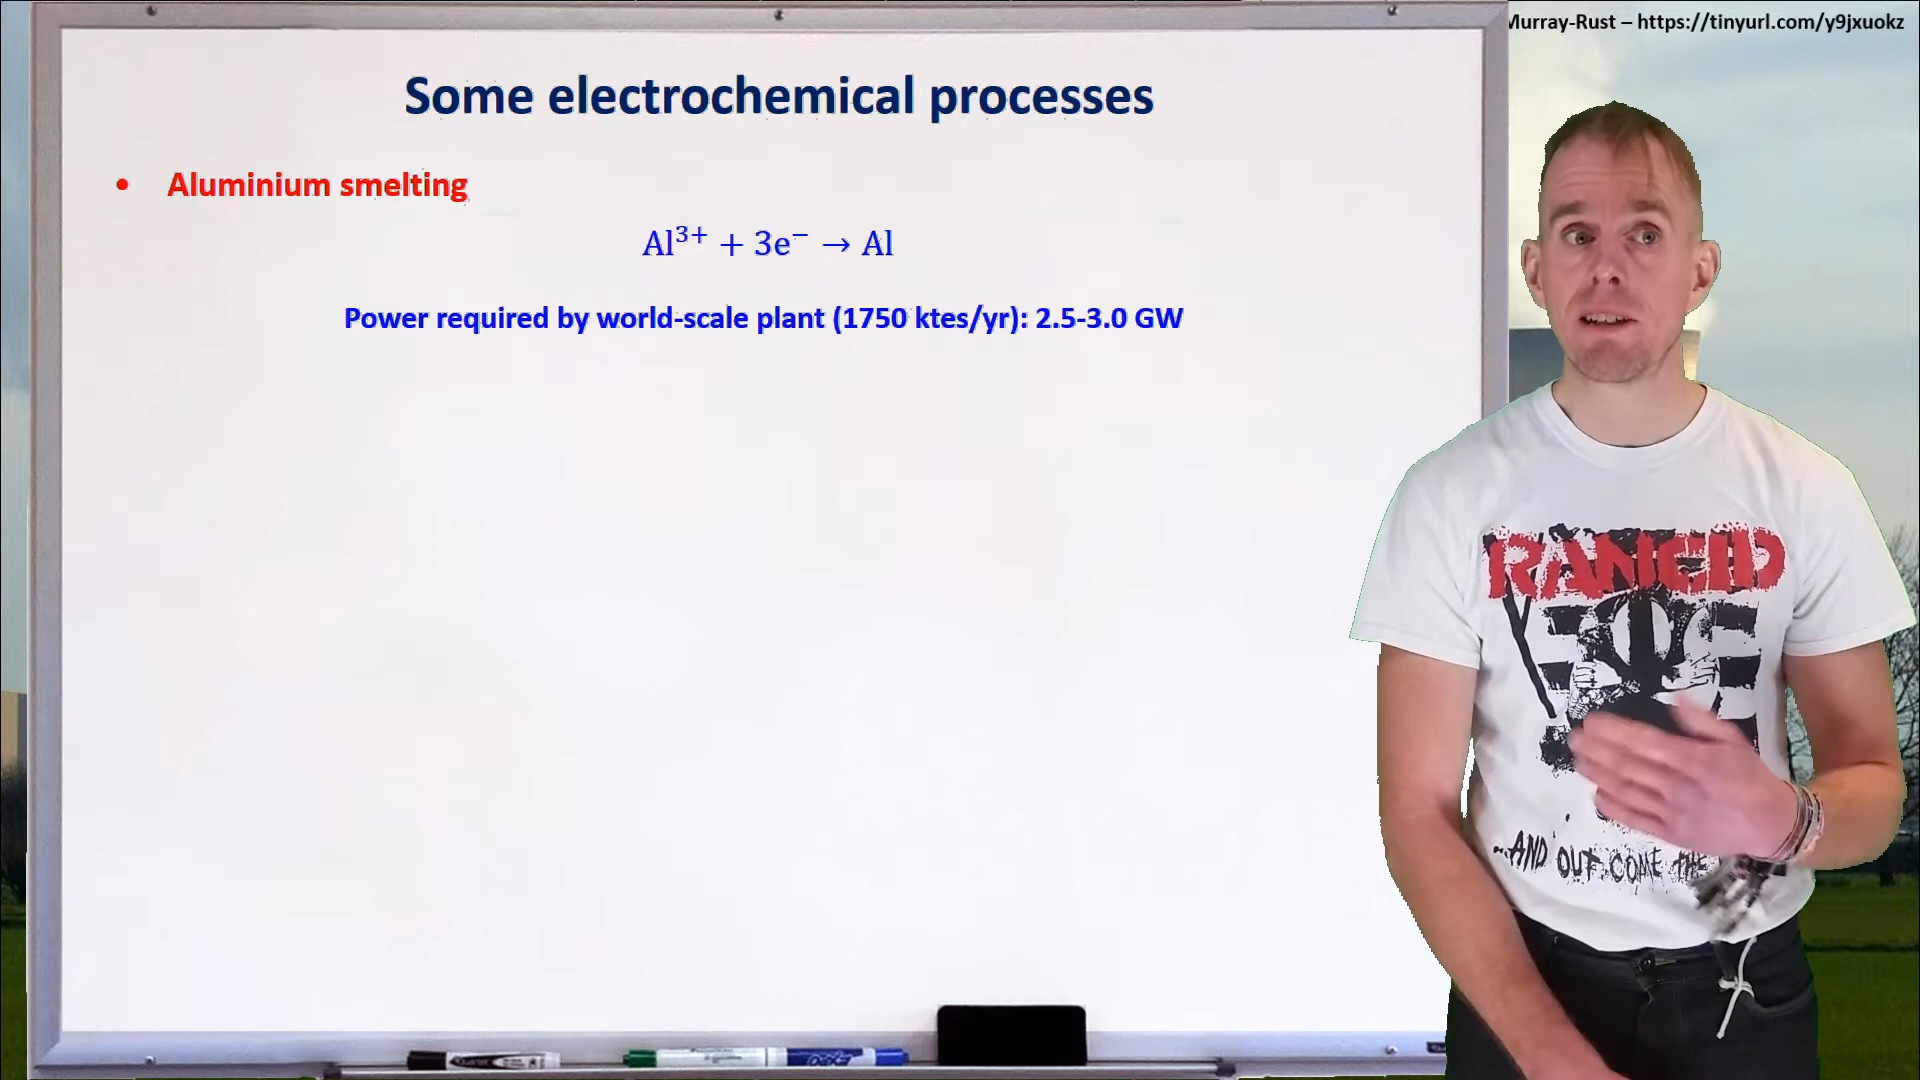 Murray-Rust – https://tinyurl.com/y9jxuokz
Some electrochemical processes
• Aluminium smelting
Al³⁺ + 3e⁻ → Al
Power required by world-scale plant (1750 ktes/yr): 2.5-3.0 GW
RANCID
...AND OUT COME THE